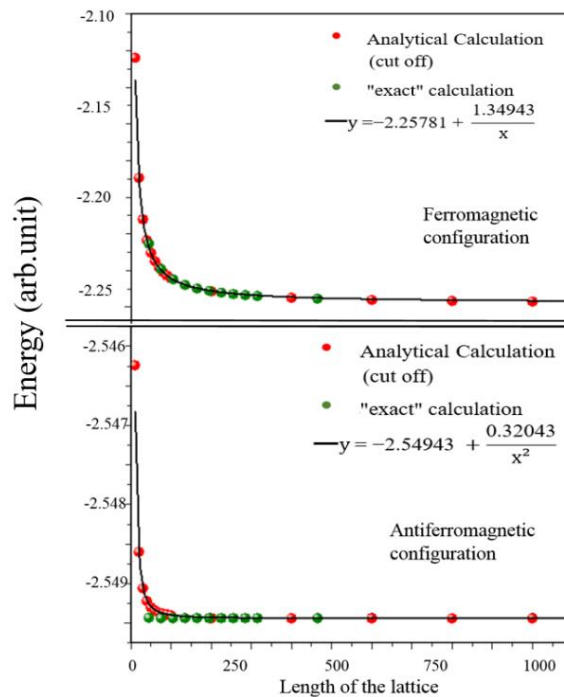 -2.10
-2.15
-2.20
-2.25
Energy (arb.unit)
Analytical Calculation
(cut off)
"exact" calculation
y =−2.25781 + 1.34943
x
Ferromagnetic
configuration
-2.546
-2.547
-2.548
-2.549
Analytical Calculation
(cut off)
"exact" calculation
y = −2.54943 + 0.32043
x²
Antiferromagnetic
configuration
0 250 500 750 1000
Length of the lattice